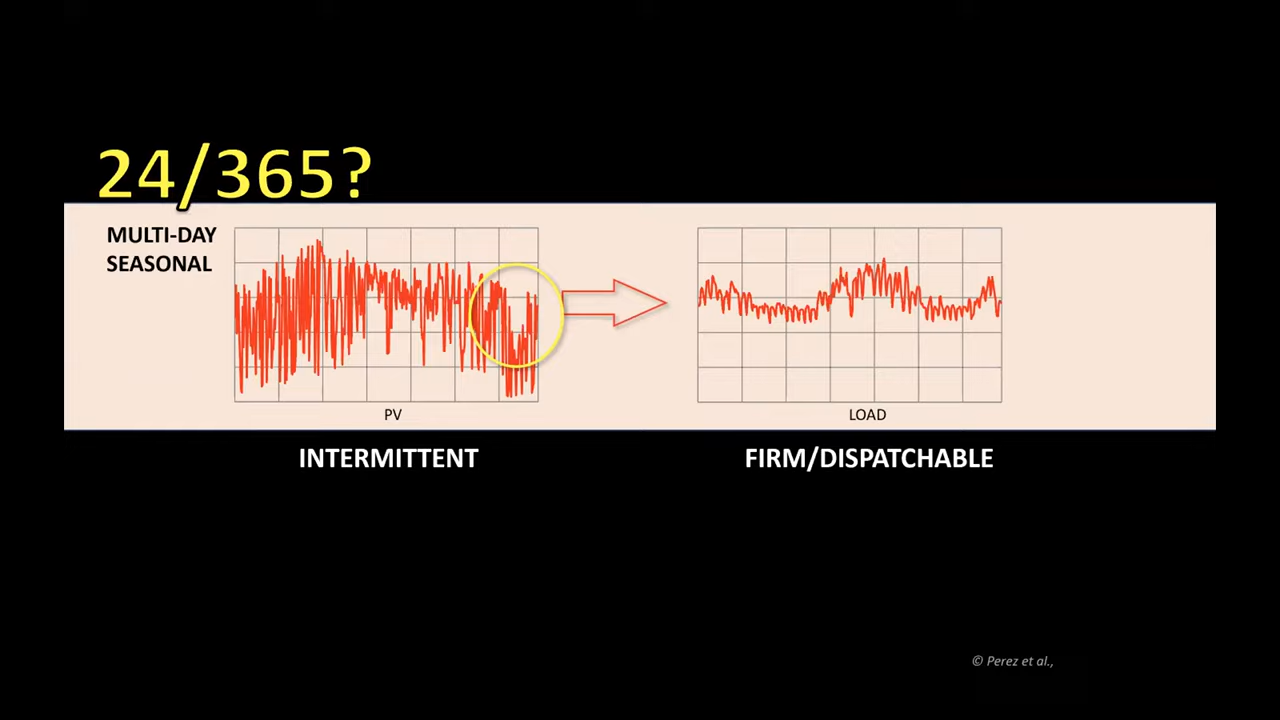 24/365?
MULTI-DAY
SEASONAL
PV
LOAD
INTERMITTENT
FIRM/DISPATCHABLE
© Perez et al.,